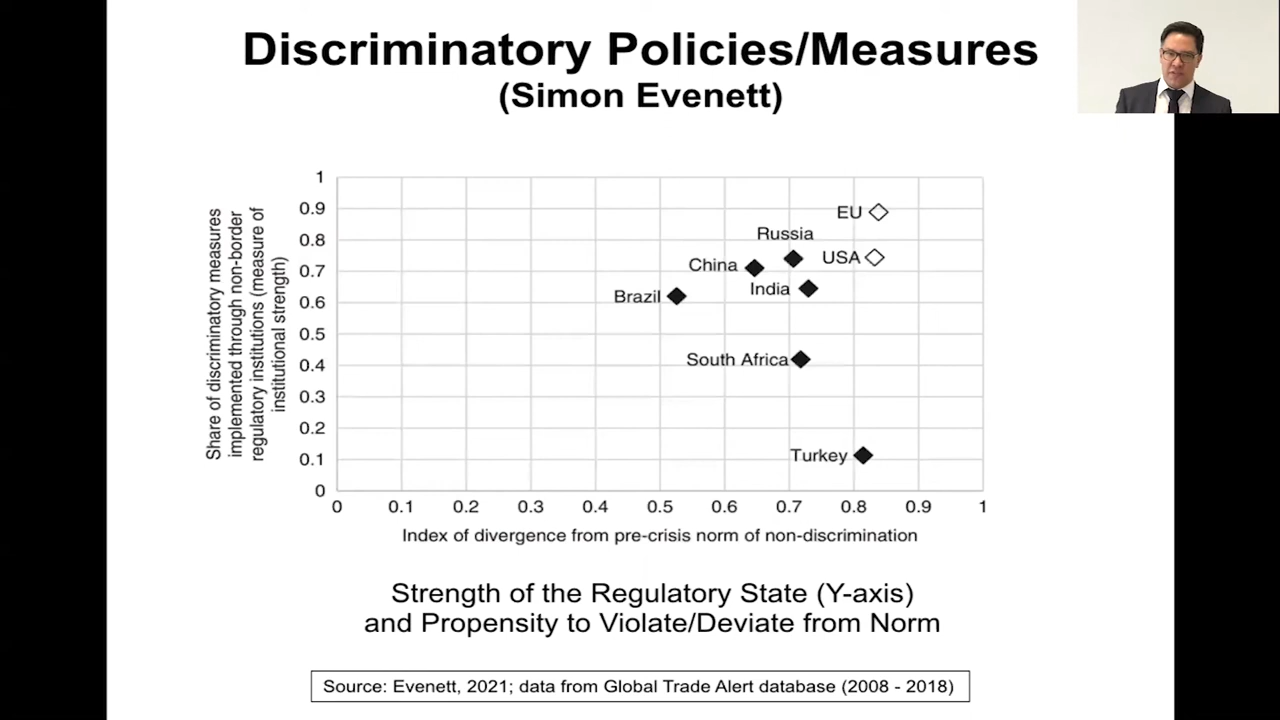 Discriminatory Policies/Measures
(Simon Evenett)
Share of discriminatory measures
implemented through non-border
regulatory institutions (measure of
institutional strength)
1
0.9
0.8
0.7
0.6
0.5
0.4
0.3
0.2
0.1
0
EU
Russia
USA
China
India
Brazil
South Africa
Turkey
0 0.1 0.2 0.3 0.4 0.5 0.6 0.7 0.8 0.9 1
Index of divergence from pre-crisis norm of non-discrimination
Strength of the Regulatory State (Y-axis)
and Propensity to Violate/Deviate from Norm
Source: Evenett, 2021; data from Global Trade Alert database (2008 - 2018)